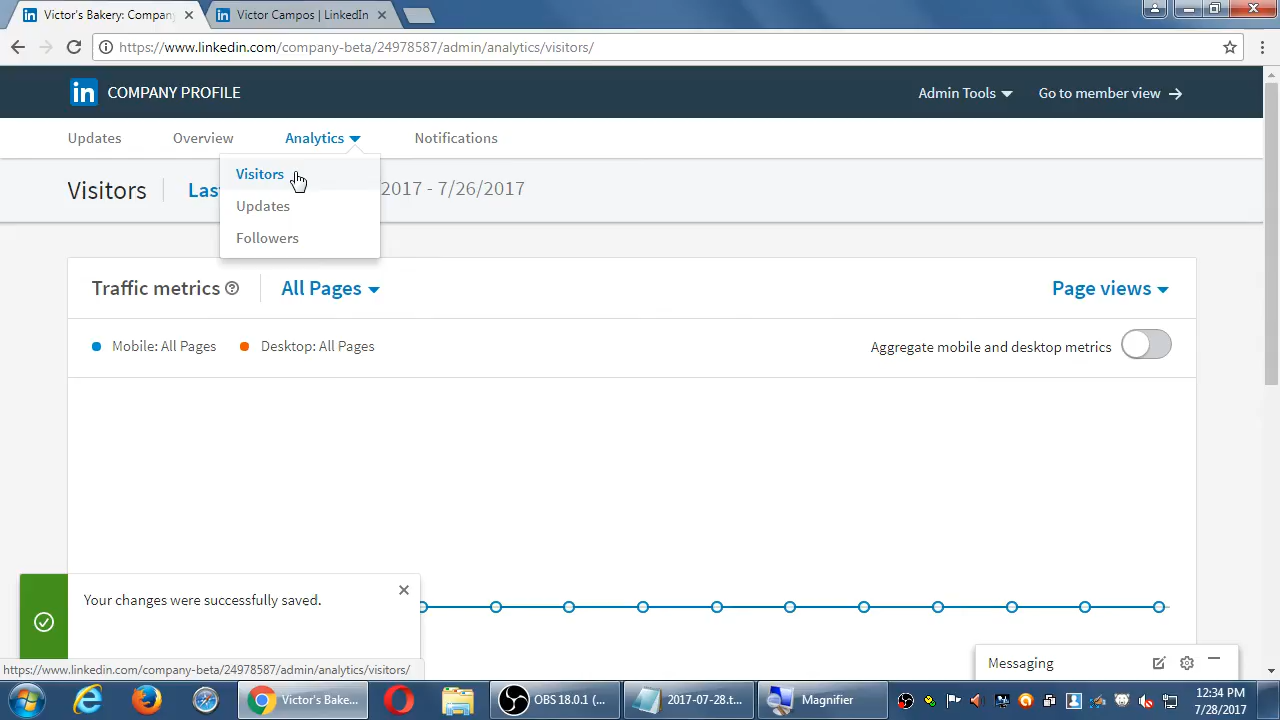 Victor's Bakery: Compan
Victor Campos | LinkedIn
https://www.linkedin.com/company-beta/24978587/admin/analytics/visitors/
in COMPANY PROFILE
Admin Tools
Go to member view
Updates
Overview
Analytics
Notifications
Visitors
Las
2017 - 7/26/2017
Visitors
Updates
Followers
Traffic metrics
All Pages
Page views
Mobile: All Pages
Desktop: All Pages
Aggregate mobile and desktop metrics
Your changes were successfully saved.
https://www.linkedin.com/company-beta/24978587/admin/analytics/visitors/
Messaging
Victor's Bake...
OBS 18.0.1 (...
2017-07-28.t...
Magnifier
12:34 PM
7/28/2017